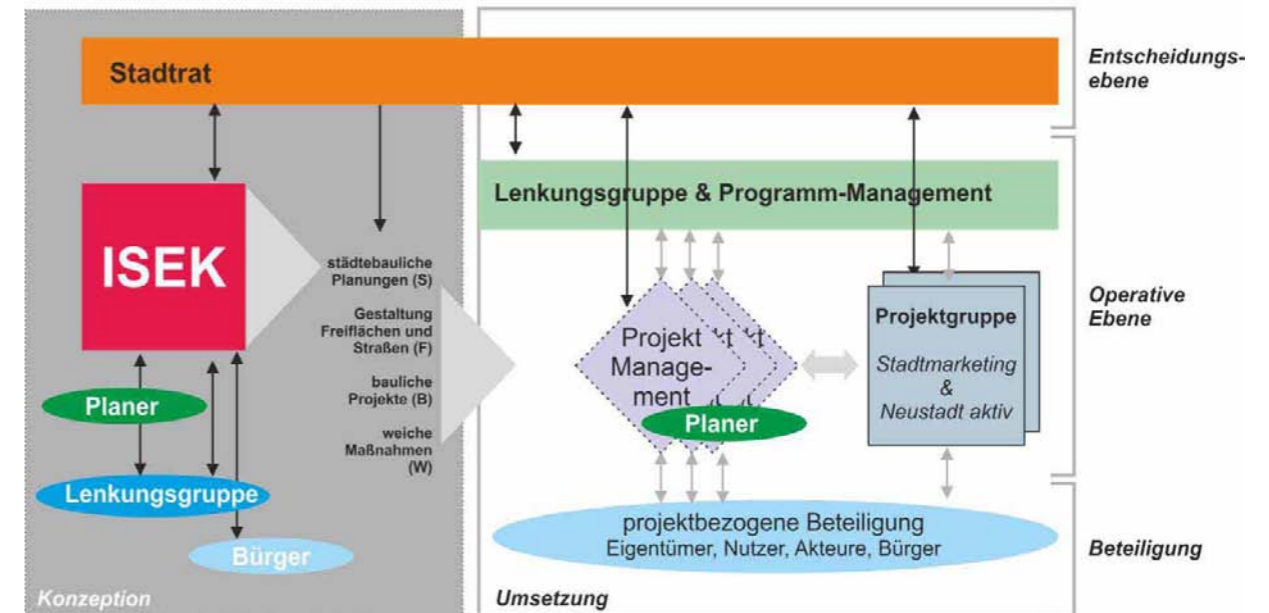 Stadtrat
Entscheidungs-
ebene
Lenkungsgruppe & Programm-Management
ISEK
städtebauliche
Planungen (S)
Gestaltung
Freiflächen und
Straßen (F)
bauliche
Projekte (B)
weiche
Maßnahmen
(W)
Planer
Lenkungsgruppe
Bürger
Konzeption
Projekt
Manage-
ment
kt
kt
t
t
Planer
Projektgruppe
Stadtmarketing
&
Neustadt aktiv
Operative
Ebene
projektbezogene Beteiligung
Eigentümer, Nutzer, Akteure, Bürger
Beteiligung
Umsetzung